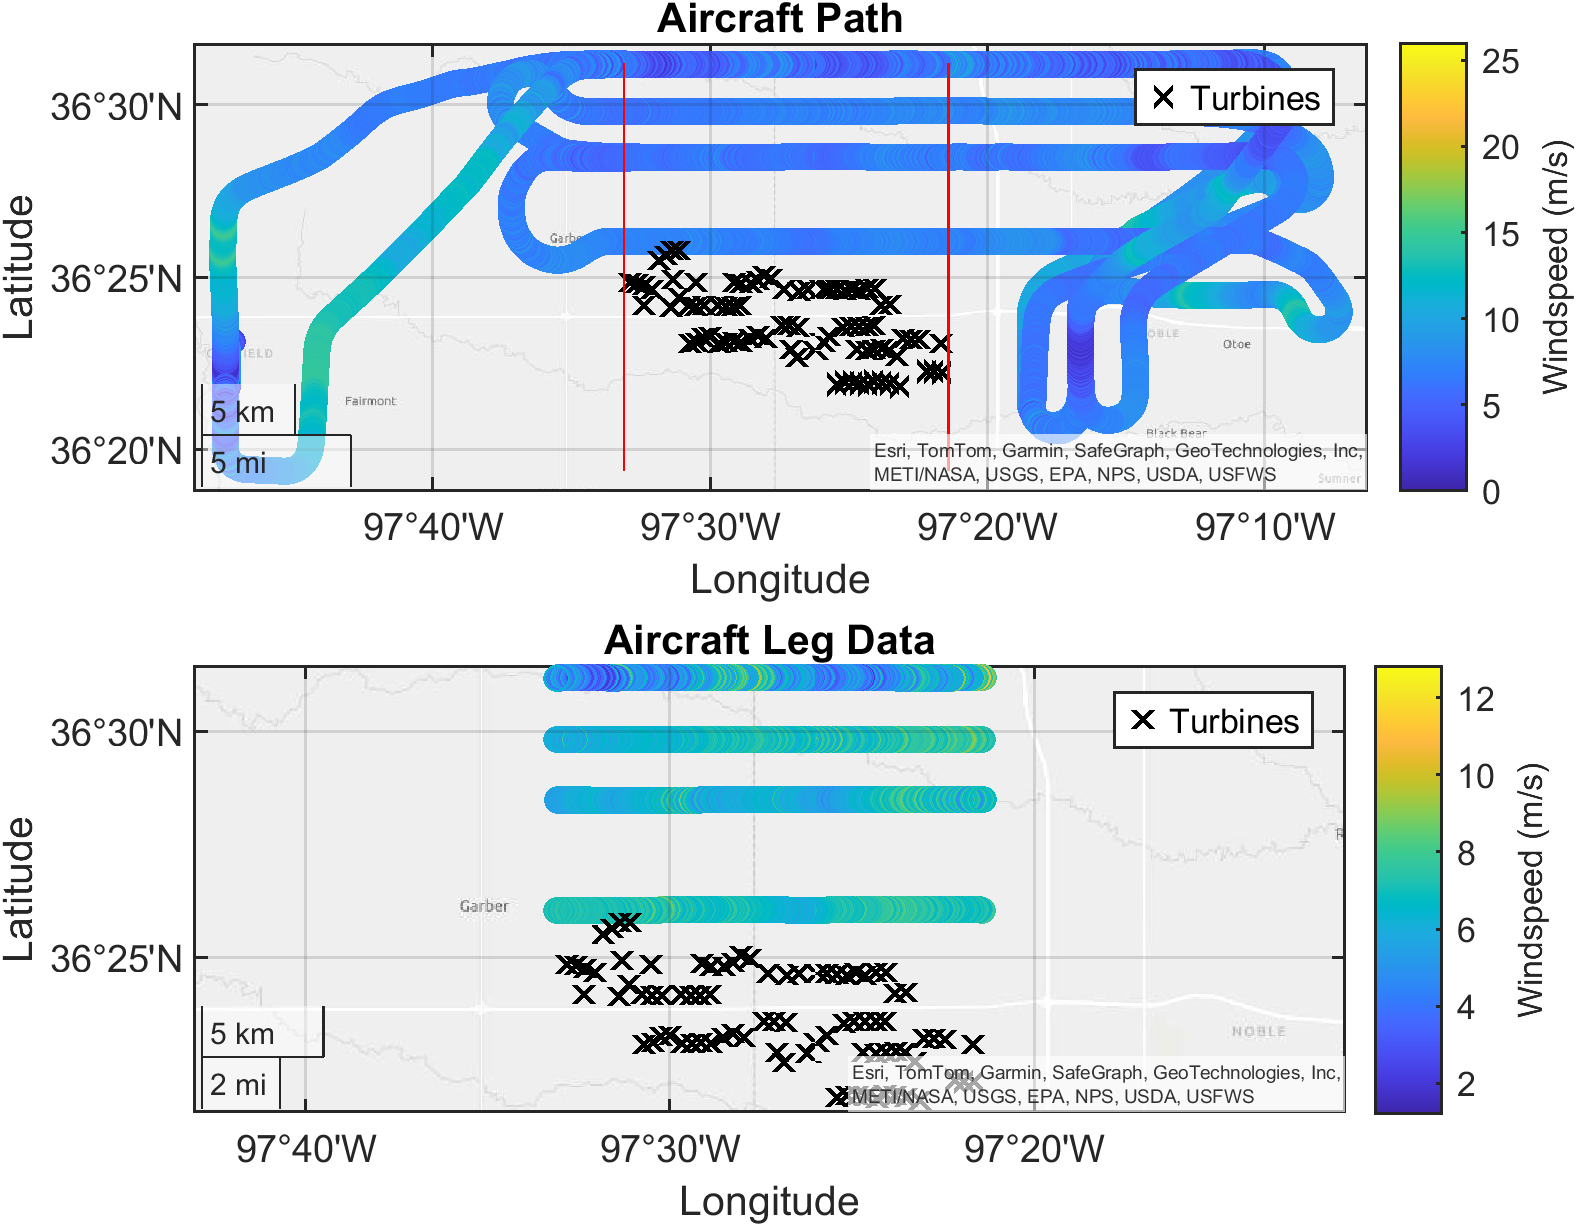 Aircraft Path
36°30'N
36°25'N
36°20'N
Latitude
Turbines
Fairmont
NOBLE
Otoe
Black Bear
Sumner
5 km
5 mi
Esri, TomTom, Garmin, SafeGraph, GeoTechnologies, Inc,
METI/NASA, USGS, EPA, NPS, USDA, USFWS
97°40'W 97°30'W 97°20'W 97°10'W
Longitude
25
20
15
10
5
0
Windspeed (m/s)
Aircraft Leg Data
36°30'N
36°25'N
Latitude
Turbines
Garber
NOBLE
5 km
2 mi
Esri, TomTom, Garmin, SafeGraph, GeoTechnologies, Inc,
METI/NASA, USGS, EPA, NPS, USDA, USFWS
97°40'W 97°30'W 97°20'W
Longitude
12
10
8
6
4
2
Windspeed (m/s)